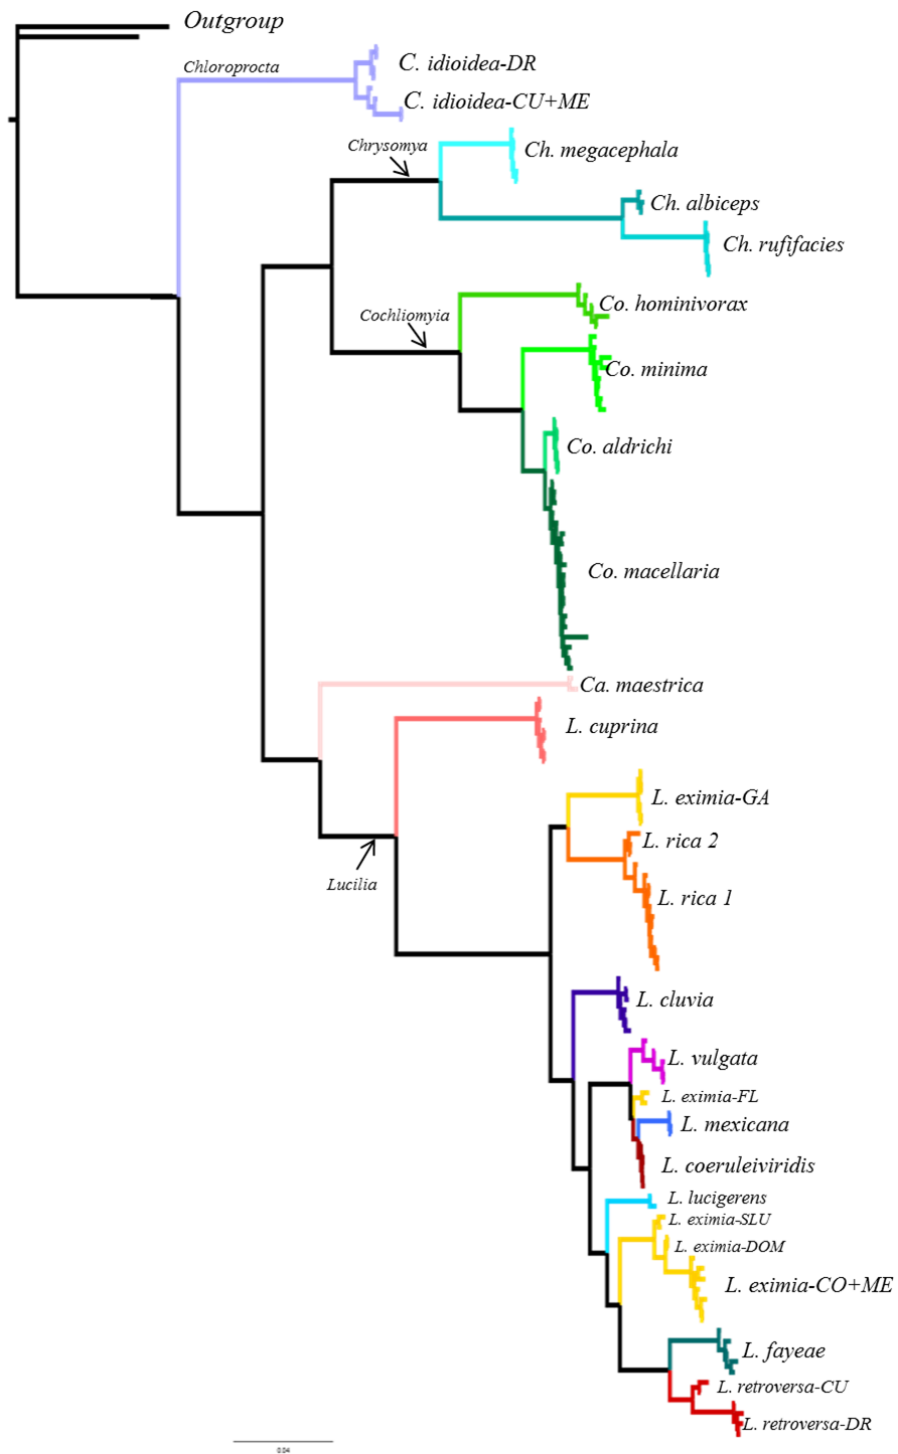 Outgroup
Chloroprocta
C. idioidea-DR
C. idioidea-CU+ME
Chrysomya
Ch. megacephala
Ch. albiceps
Ch. rufifacies
Co. hominivorax
Cochliomyia
Co. minima
Co. aldrichi
Co. macellaria
Ca. maestrica
L. cuprina
L. eximia-GA
L. rica 2
Lucilia
L. rica 1
L. cluvia
L. vulgata
L. eximia-FL
L. mexicana
L. coeruleiviridis
L. lucigerens
L. eximia-SLU
L. eximia-DOM
L. eximia-CO+ME
L. fayeae
L. retroversa-CU
L. retroversa-DR
0.04